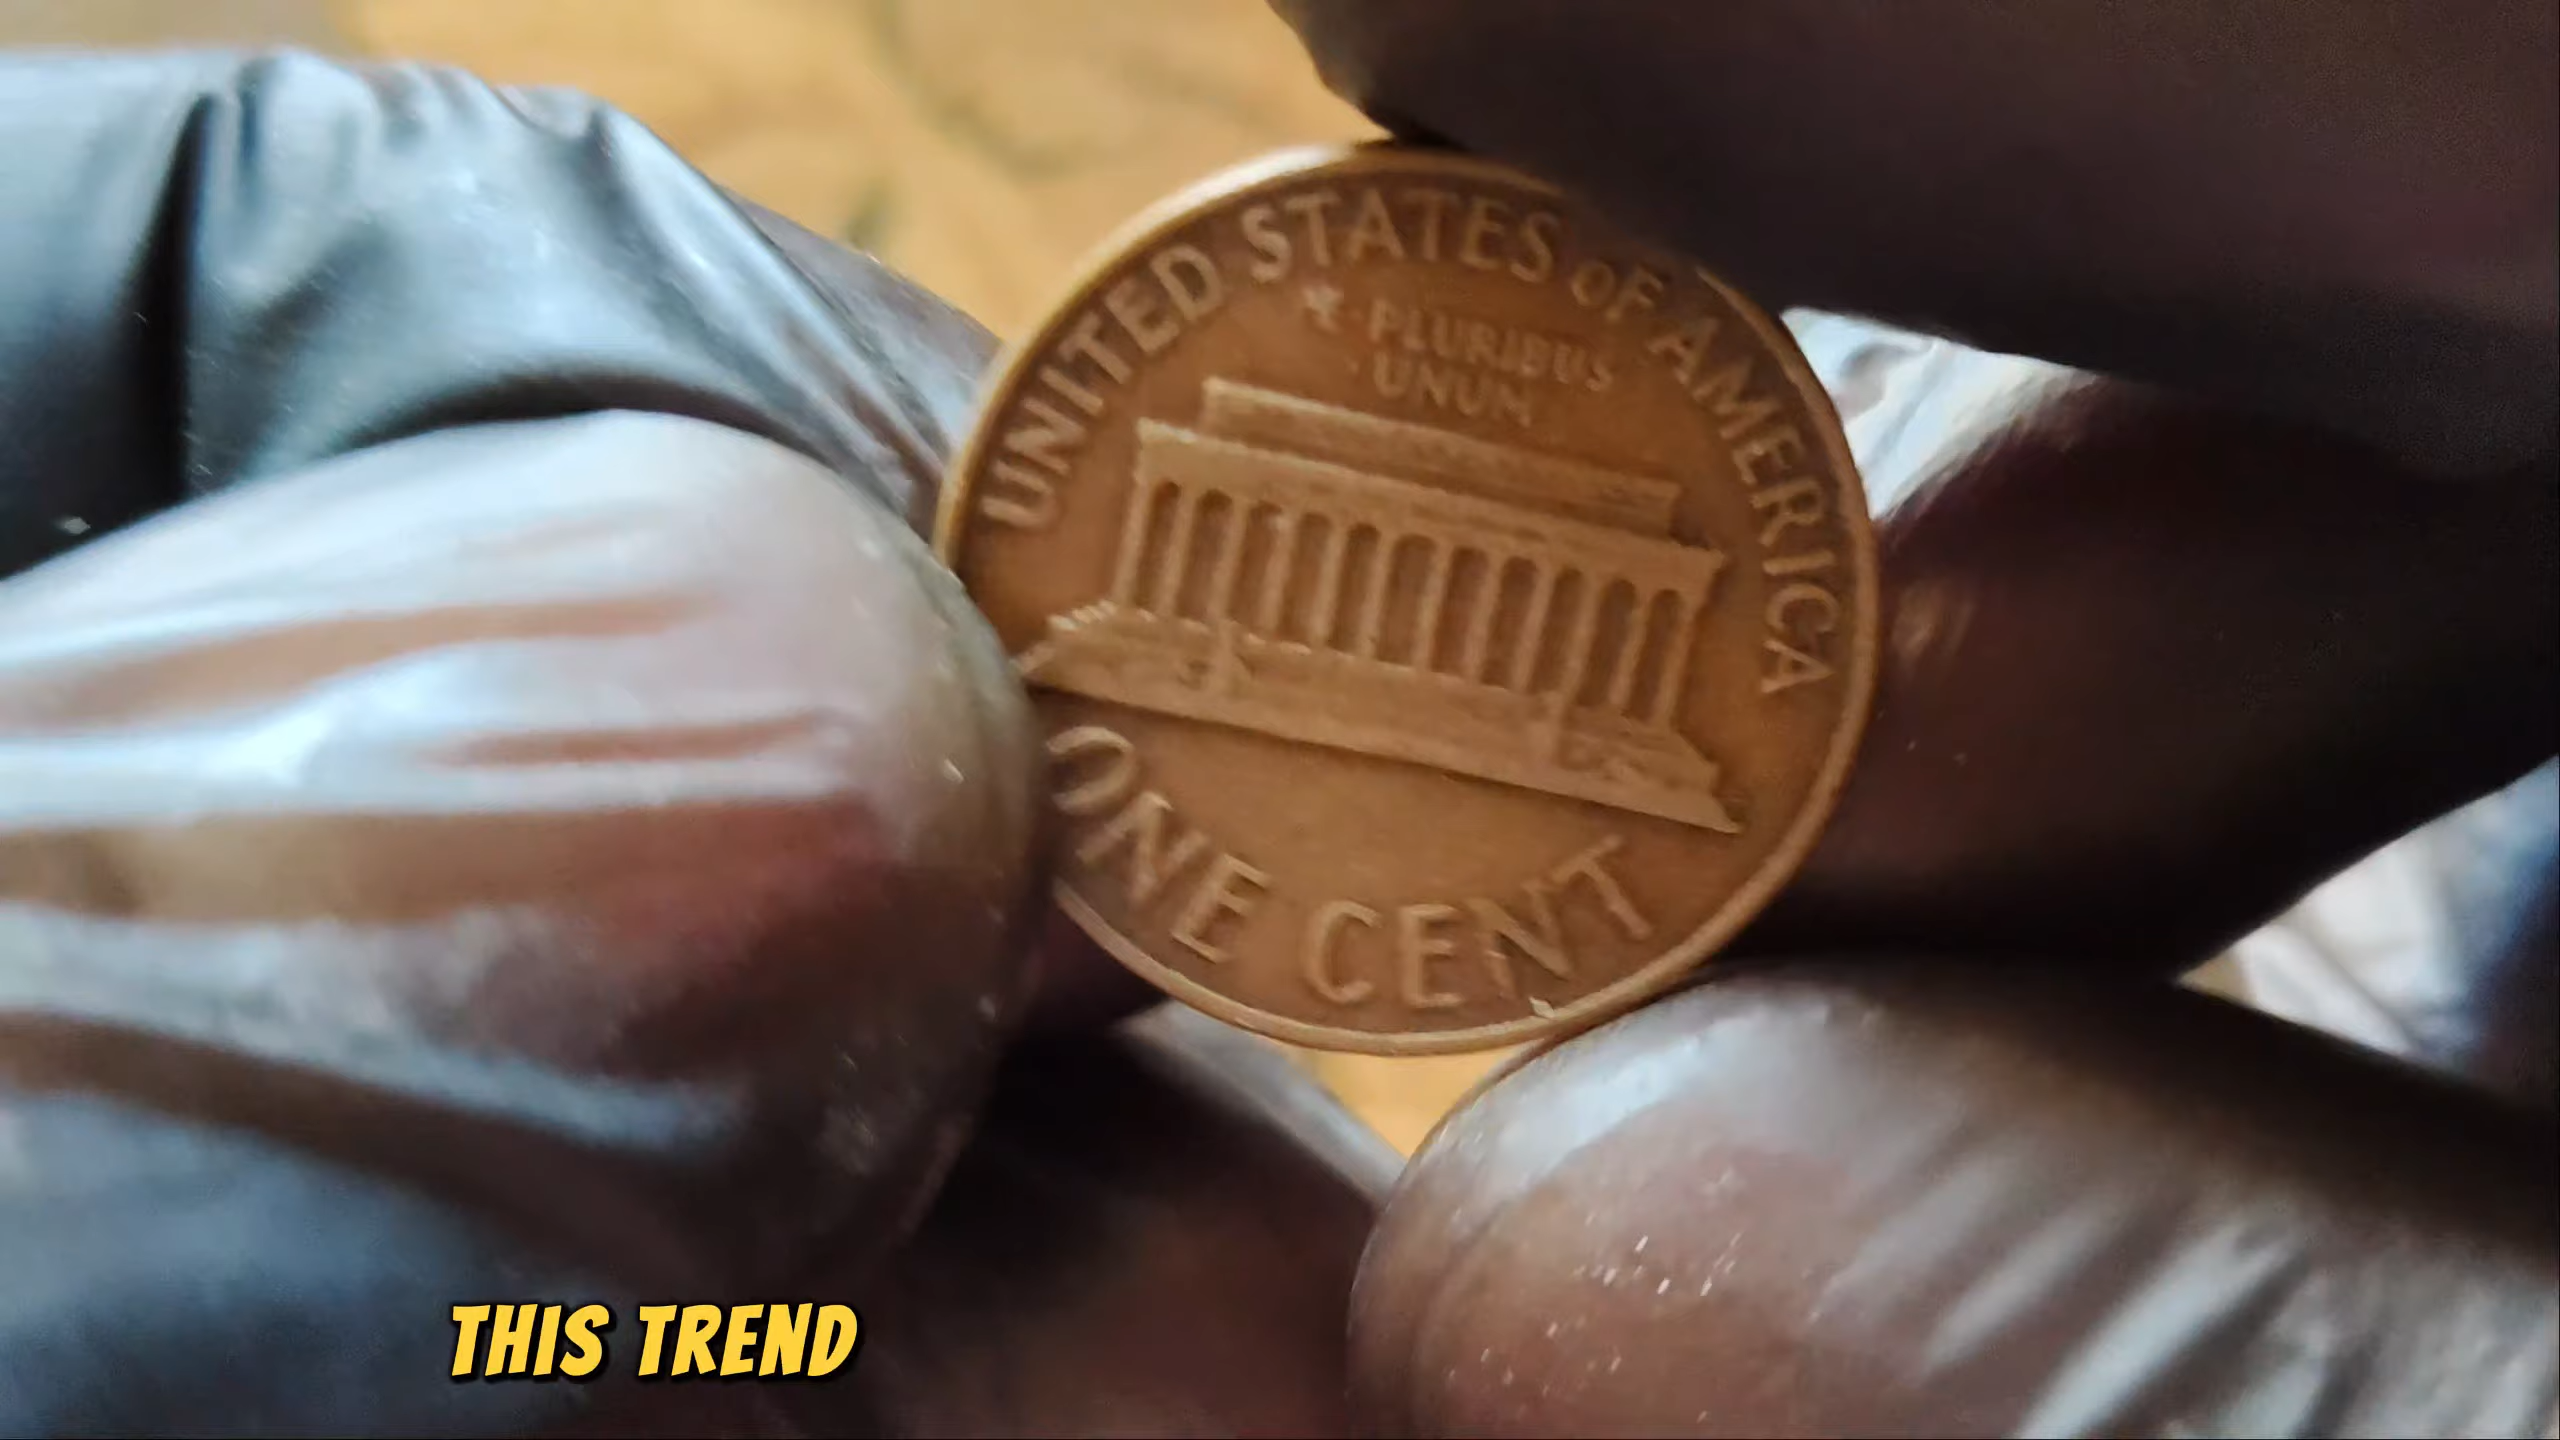 UNITED STATES OF AMERICA
E · PLURIBUS
UNUM
ONE CENT
THIS TREND